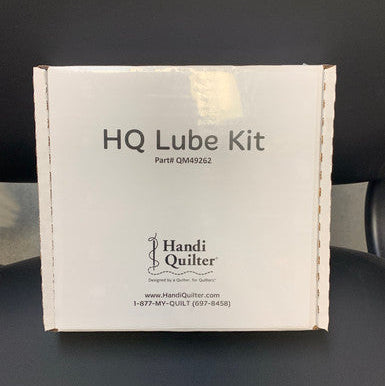 HQ Lube Kit
Part# QM49262
Handi
Quilter®
Designed by a Quilter, for Quilters.®
www.HandiQuilter.com
1-877-MY-QUILT (697-8458)